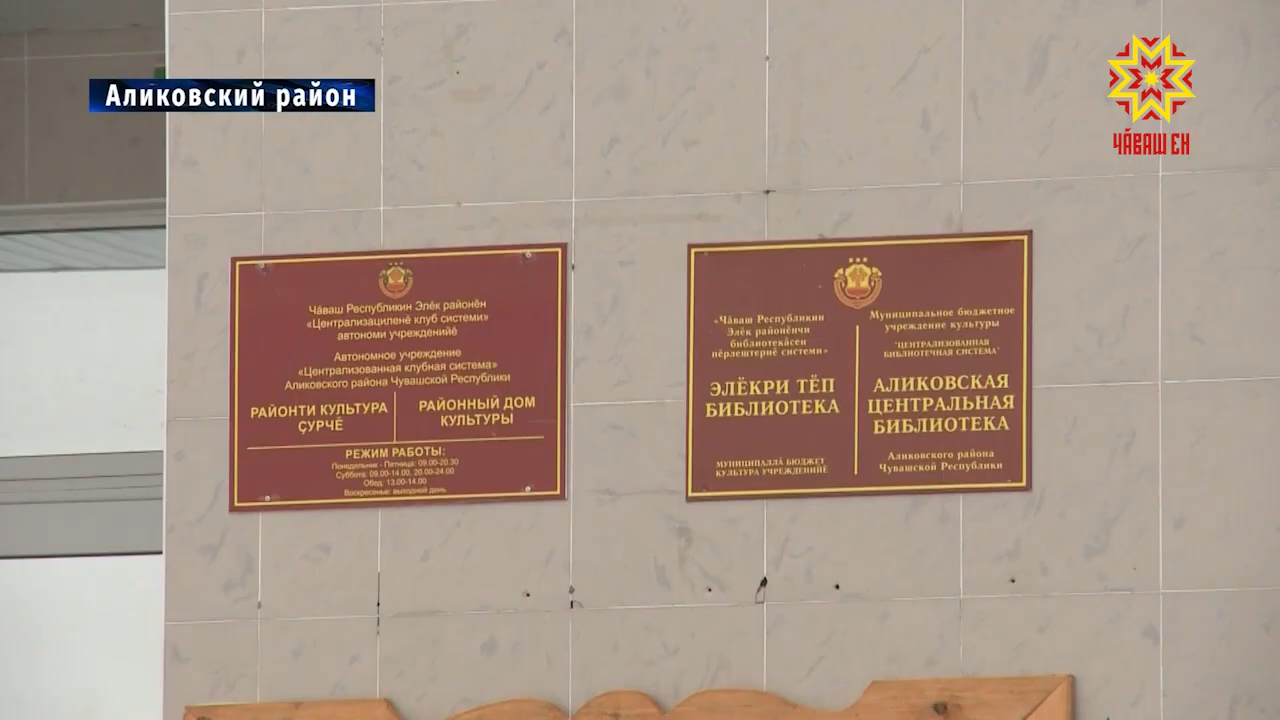 Аликовский район
ЧӐВАШ ЕН
Чӑваш Республикин Элӗк районӗн
«Централизациленӗ клуб системи»
автономи учрежденийӗ
Автономное учреждение
«Централизованная клубная система»
Аликовского района Чувашской Республики
РАЙОНТИ КУЛЬТУРА
ҪУРЧӖ
РАЙОННЫЙ ДОМ
КУЛЬТУРЫ
РЕЖИМ РАБОТЫ:
Понедельник - Пятница: 09.00-20.30
Суббота: 09.00-14.00, 20.00-24.00
Обед: 13.00-14.00
Воскресенье: выходной день
«Чӑваш Республикин
Элӗк районӗнчи
библиотекӑсен
пӗрлештернӗ системи»
ЭЛӖКРИ ТӖП
БИБЛИОТЕКА
МУНИЦИПАЛЛӐ БЮДЖЕТ
КУЛЬТУРА УЧРЕЖДЕНИЙӖ
Муниципальное бюджетное
учреждение культуры
"ЦЕНТРАЛИЗОВАННАЯ
БИБЛИОТЕЧНАЯ СИСТЕМА"
АЛИКОВСКАЯ
ЦЕНТРАЛЬНАЯ
БИБЛИОТЕКА
Аликовского района
Чувашской Республики